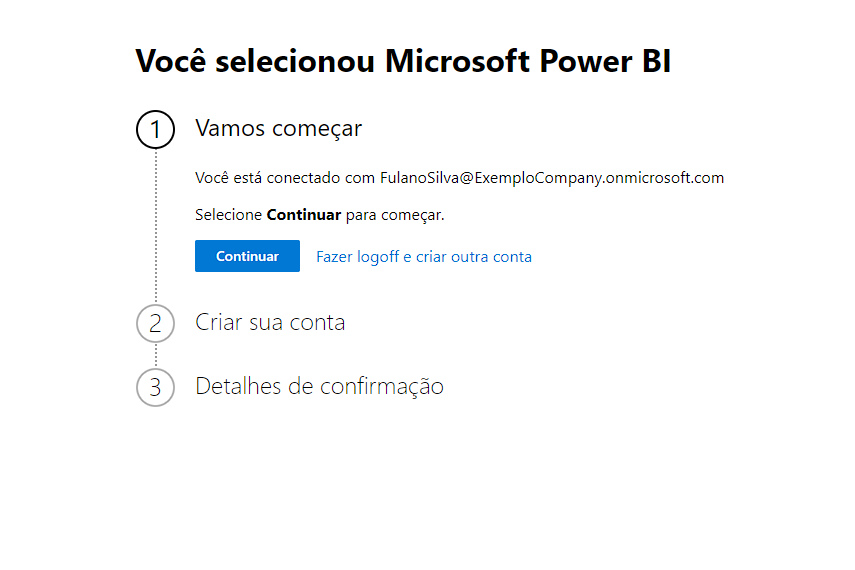 Você selecionou Microsoft Power BI
1 Vamos começar
Você está conectado com FulanoSilva@ExemploCompany.onmicrosoft.com
Selecione Continuar para começar.
Continuar Fazer logoff e criar outra conta
2 Criar sua conta
3 Detalhes de confirmação